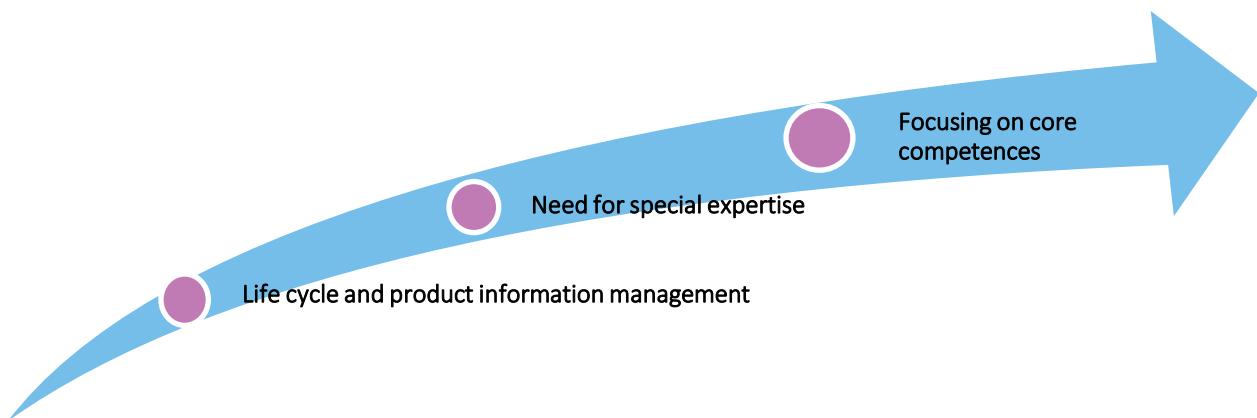 Focusing on core
competences
Need for special expertise
Life cycle and product information management